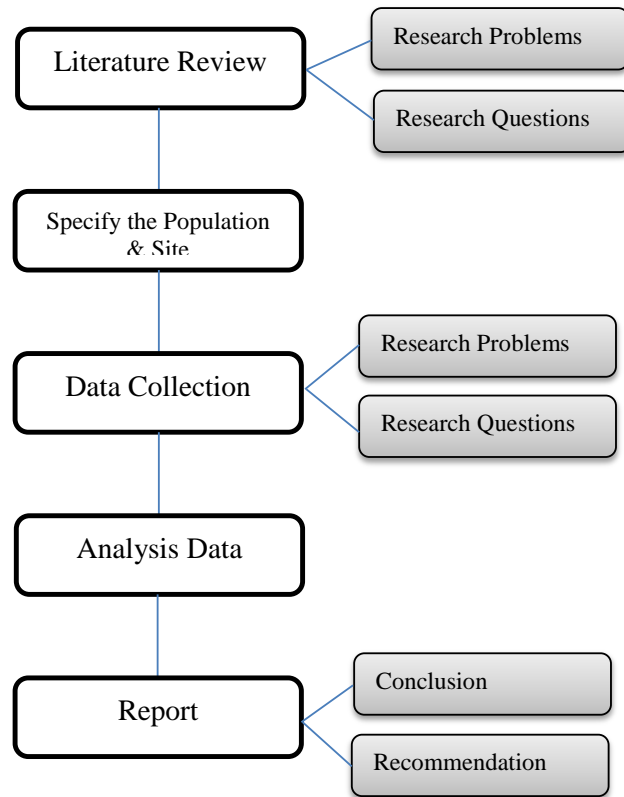 Literature Review
Research Problems
Research Questions
Specify the Population
& Site
Data Collection
Research Problems
Research Questions
Analysis Data
Report
Conclusion
Recommendation